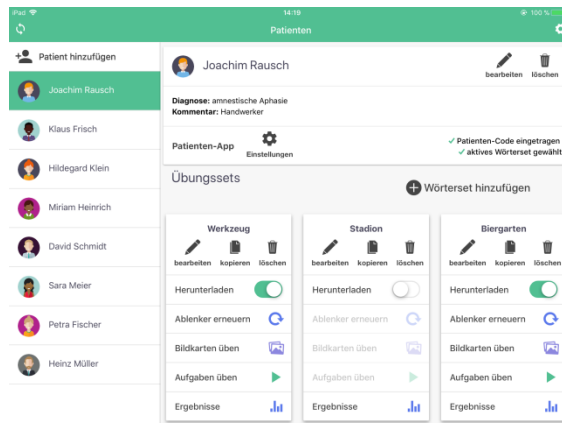 iPad 14:19 100 %
Patienten
Patient hinzufügen
Joachim Rausch
Klaus Frisch
Hildegard Klein
Miriam Heinrich
David Schmidt
Sara Meier
Petra Fischer
Heinz Müller
Joachim Rausch
bearbeiten löschen
Diagnose: amnestische Aphasie
Kommentar: Handwerker
Patienten-App
Einstellungen
✓ Patienten-Code eingetragen
✓ aktives Wörterset gewählt
Übungssets
Wörterset hinzufügen
Werkzeug
bearbeiten kopieren löschen
Herunterladen
Ablenker erneuern
Bildkarten üben
Aufgaben üben
Ergebnisse
Stadion
bearbeiten kopieren löschen
Herunterladen
Ablenker erneuern
Bildkarten üben
Aufgaben üben
Ergebnisse
Biergarten
bearbeiten kopieren löschen
Herunterladen
Ablenker erneuern
Bildkarten üben
Aufgaben üben
Ergebnisse